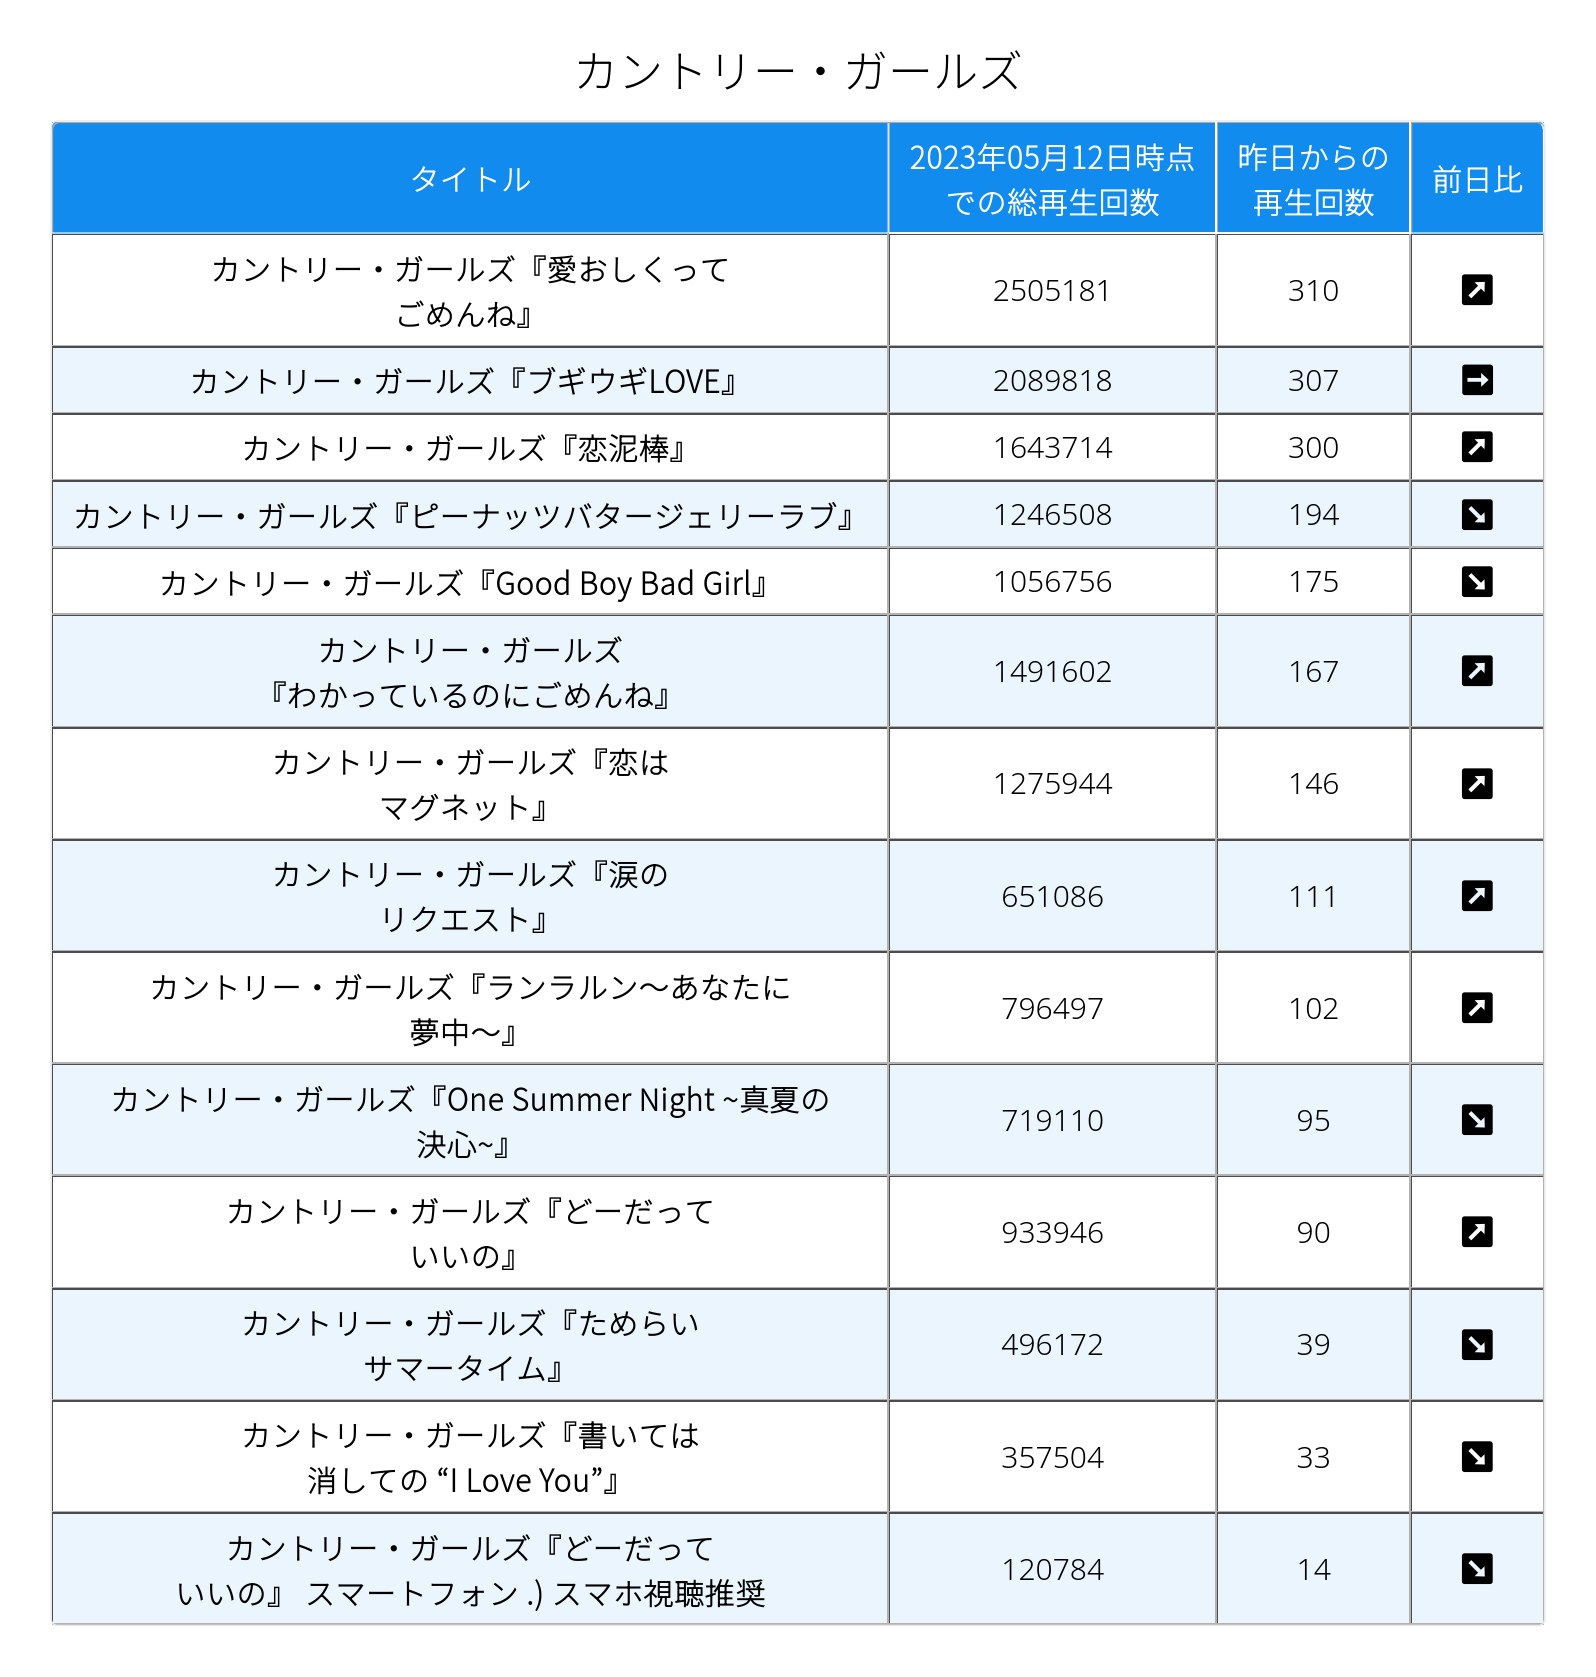 カントリー・ガールズ
タイトル
2023年05月12日時点
での総再生回数
昨日からの
再生回数
前日比
カントリー・ガールズ『愛おしくって
ごめんね』
2505181
310
カントリー・ガールズ『ブギウギLOVE』
2089818
307
カントリー・ガールズ『恋泥棒』
1643714
300
カントリー・ガールズ『ピーナッツバタージェリーラブ』
1246508
194
カントリー・ガールズ『Good Boy Bad Girl』
1056756
175
カントリー・ガールズ
『わかっているのにごめんね』
1491602
167
カントリー・ガールズ『恋は
マグネット』
1275944
146
カントリー・ガールズ『涙の
リクエスト』
651086
111
カントリー・ガールズ『ランラルン～あなたに
夢中～』
796497
102
カントリー・ガールズ『One Summer Night ~真夏の
決心~』
719110
95
カントリー・ガールズ『どーだって
いいの』
933946
90
カントリー・ガールズ『ためらい
サマータイム』
496172
39
カントリー・ガールズ『書いては
消しての “I Love You”』
357504
33
カントリー・ガールズ『どーだって
いいの』 スマートフォン .) スマホ視聴推奨
120784
14